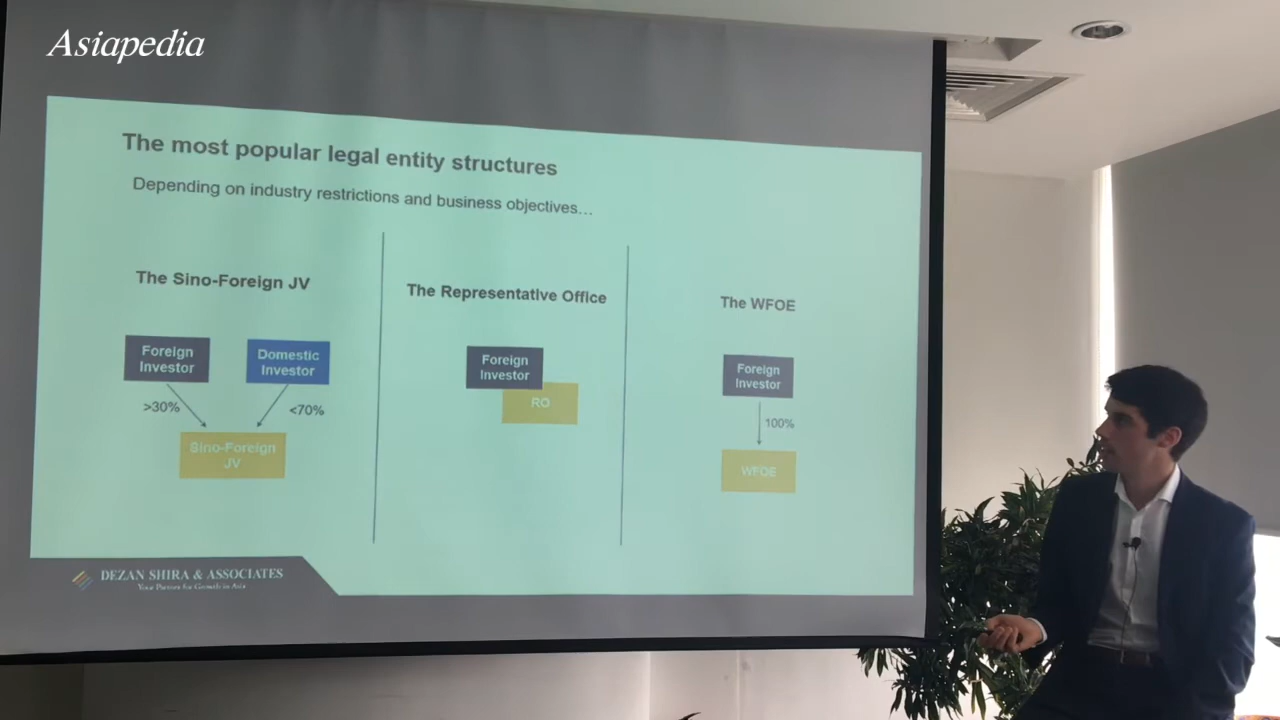 Asiapedia
The most popular legal entity structures
Depending on industry restrictions and business objectives...
The Sino-Foreign JV
Foreign
Investor
Domestic
Investor
>30%
<70%
Sino-Foreign
JV
The Representative Office
Foreign
Investor
RO
The WFOE
Foreign
Investor
100%
WFOE
DEZAN SHIRA & ASSOCIATES
Your Partner for Growth in Asia